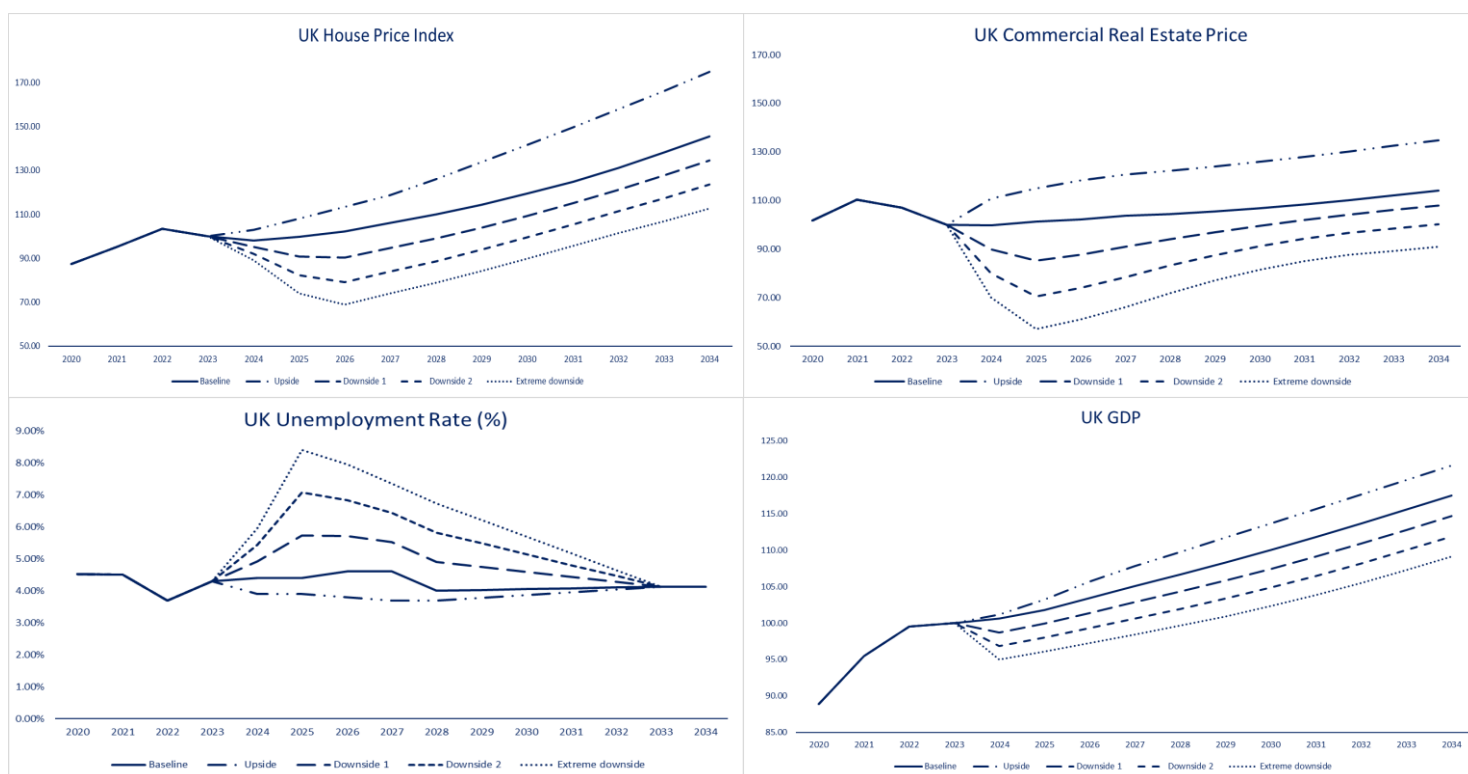 UK House Price Index
170.00
150.00
130.00
110.00
90.00
70.00
50.00
2020 2021 2022 2023 2024 2025 2026 2027 2028 2029 2030 2031 2032 2033 2034
Baseline Upside Downside 1 Downside 2 Extreme downside
UK Commercial Real Estate Price
170.00
150.00
130.00
110.00
90.00
70.00
50.00
2020 2021 2022 2023 2024 2025 2026 2027 2028 2029 2030 2031 2032 2033 2034
Baseline Upside Downside 1 Downside 2 Extreme downside
UK Unemployment Rate (%)
9.00%
8.00%
7.00%
6.00%
5.00%
4.00%
3.00%
2.00%
1.00%
0.00%
2020 2021 2022 2023 2024 2025 2026 2027 2028 2029 2030 2031 2032 2033 2034
Baseline Upside Downside 1 Downside 2 Extreme downside
UK GDP
125.00
120.00
115.00
110.00
105.00
100.00
95.00
90.00
85.00
2020 2021 2022 2023 2024 2025 2026 2027 2028 2029 2030 2031 2032 2033 2034
Baseline Upside Downside 1 Downside 2 Extreme downside